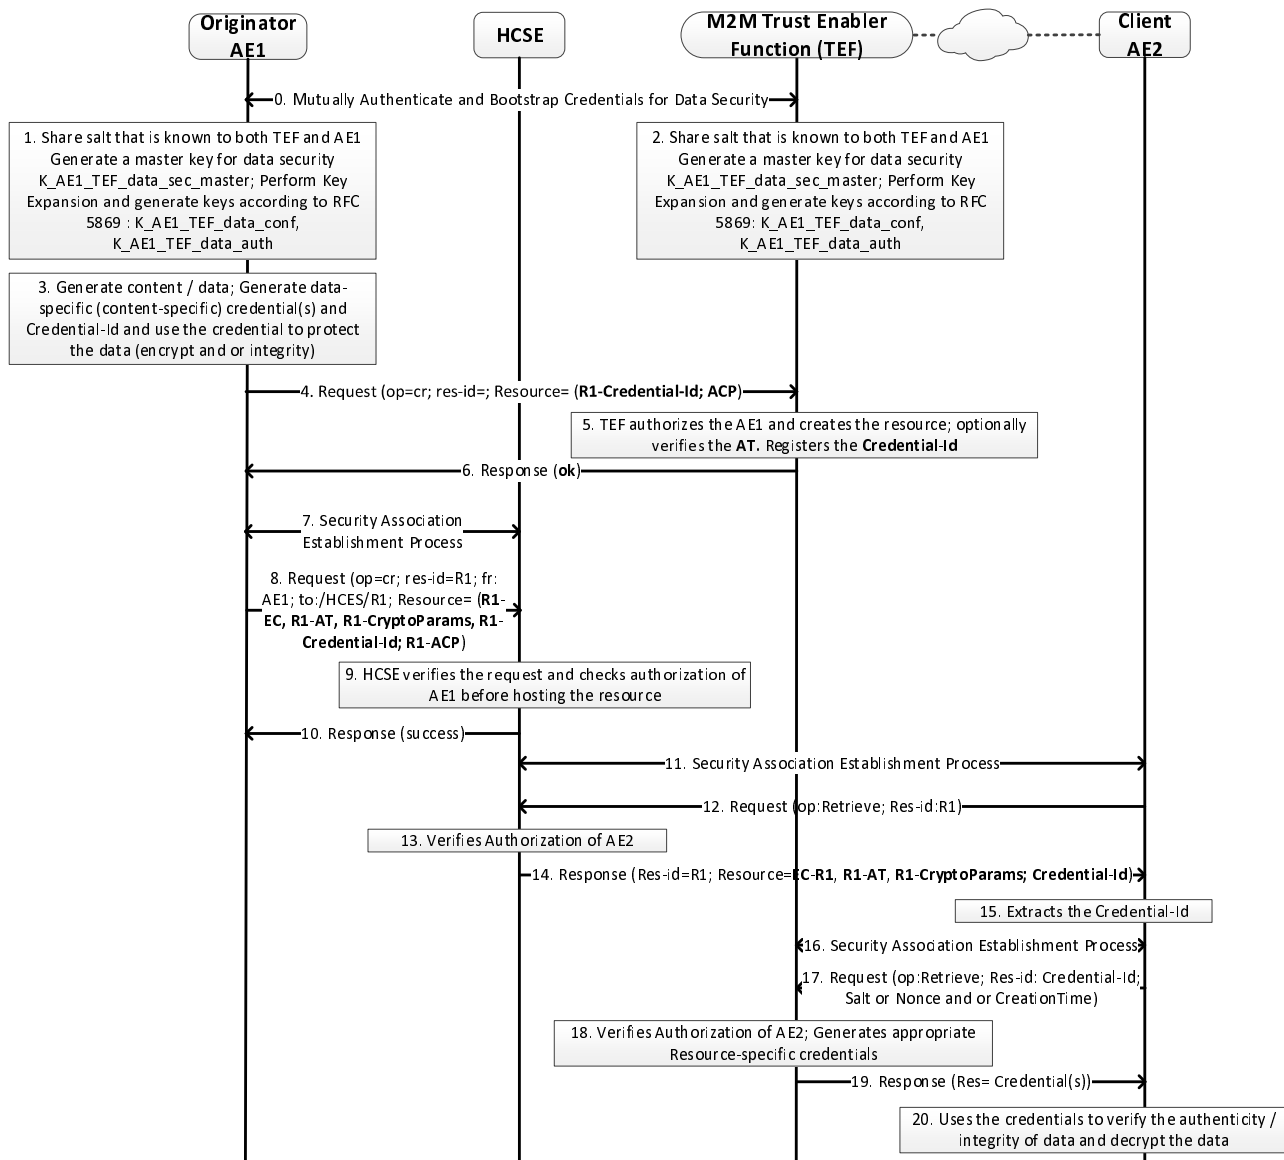 Originator
AE1
HCSE
M2M Trust Enabler
Function (TEF)
Client
AE2
0. Mutually Authenticate and Bootstrap Credentials for Data Security
1. Share salt that is known to both TEF and AE1
Generate a master key for data security
K_AE1_TEF_data_sec_master; Perform Key
Expansion and generate keys according to RFC
5869 : K_AE1_TEF_data_conf,
K_AE1_TEF_data_auth
2. Share salt that is known to both TEF and AE1
Generate a master key for data security
K_AE1_TEF_data_sec_master; Perform Key
Expansion and generate keys according to RFC
5869: K_AE1_TEF_data_conf,
K_AE1_TEF_data_auth
3. Generate content / data; Generate data-
specific (content-specific) credential(s) and
Credential-Id and use the credential to protect
the data (encrypt and or integrity)
4. Request (op=cr; res-id=; Resource= (R1-Credential-Id; ACP)
5. TEF authorizes the AE1 and creates the resource; optionally
verifies the AT. Registers the Credential-Id
6. Response (ok)
7. Security Association
Establishment Process
8. Request (op=cr; res-id=R1; fr:
AE1; to:/HCES/R1; Resource= (R1-
EC, R1-AT, R1-CryptoParams, R1-
Credential-Id; R1-ACP)
9. HCSE verifies the request and checks authorization of
AE1 before hosting the resource
10. Response (success)
11. Security Association Establishment Process
12. Request (op:Retrieve; Res-id:R1)
13. Verifies Authorization of AE2
14. Response (Res-id=R1; Resource=EC-R1, R1-AT, R1-CryptoParams; Credential-Id)
15. Extracts the Credential-Id
16. Security Association Establishment Process
17. Request (op:Retrieve; Res-id: Credential-Id;
Salt or Nonce and or CreationTime)
18. Verifies Authorization of AE2; Generates appropriate
Resource-specific credentials
19. Response (Res= Credential(s))
20. Uses the credentials to verify the authenticity /
integrity of data and decrypt the data